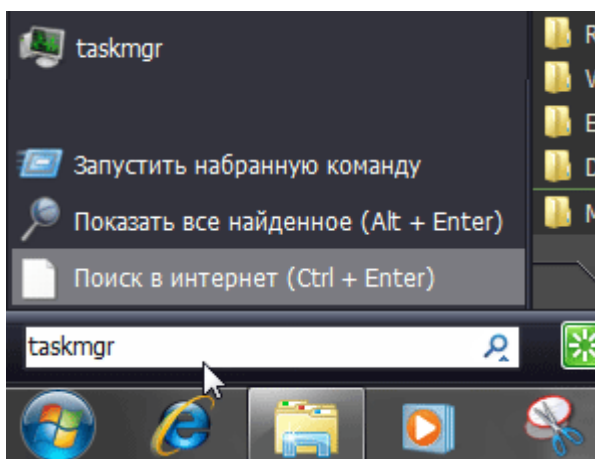 taskmgr
Запустить набранную команду
Показать все найденное (Alt + Enter)
Поиск в интернет (Ctrl + Enter)
taskmgr